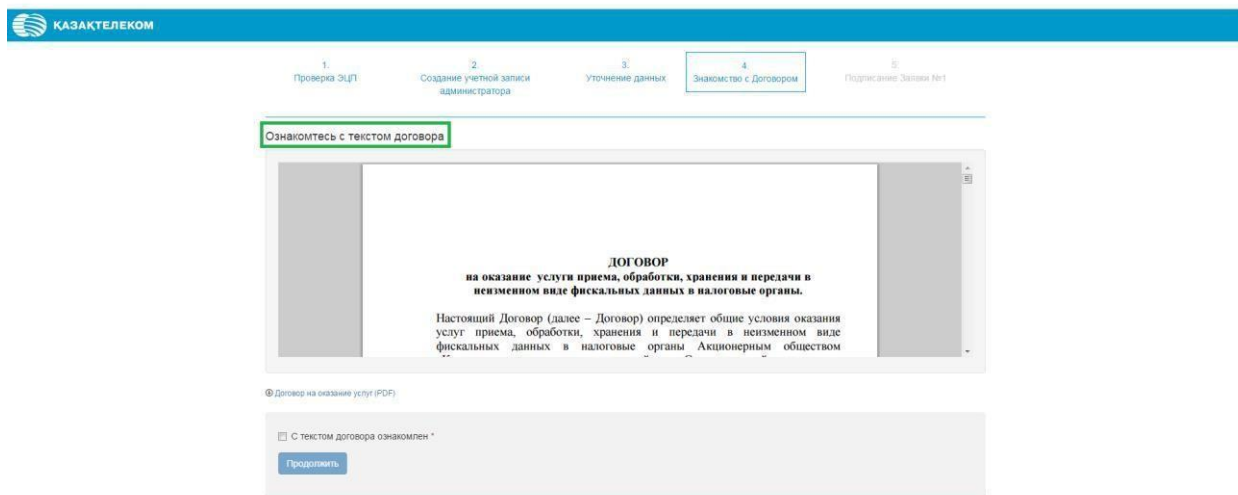 ҚАЗАҚТЕЛЕКОМ
1.
Проверка ЭЦП
2.
Создание учетной записи
администратора
3.
Уточнение данных
4.
Знакомство с Договором
5.
Подписание Заявки №1
Ознакомтесь с текстом договора
ДОГОВОР
на оказание услуги приема, обработки, хранения и передачи в
неизменном виде фискальных данных в налоговые органы.
Настоящий Договор (далее – Договор) определяет общие условия оказания
услуг приема, обработки, хранения и передачи в неизменном виде
фискальных данных в налоговые органы Акционерным обществом
Договор на оказание услуг (PDF)
С текстом договора ознакомлен *
Продолжить